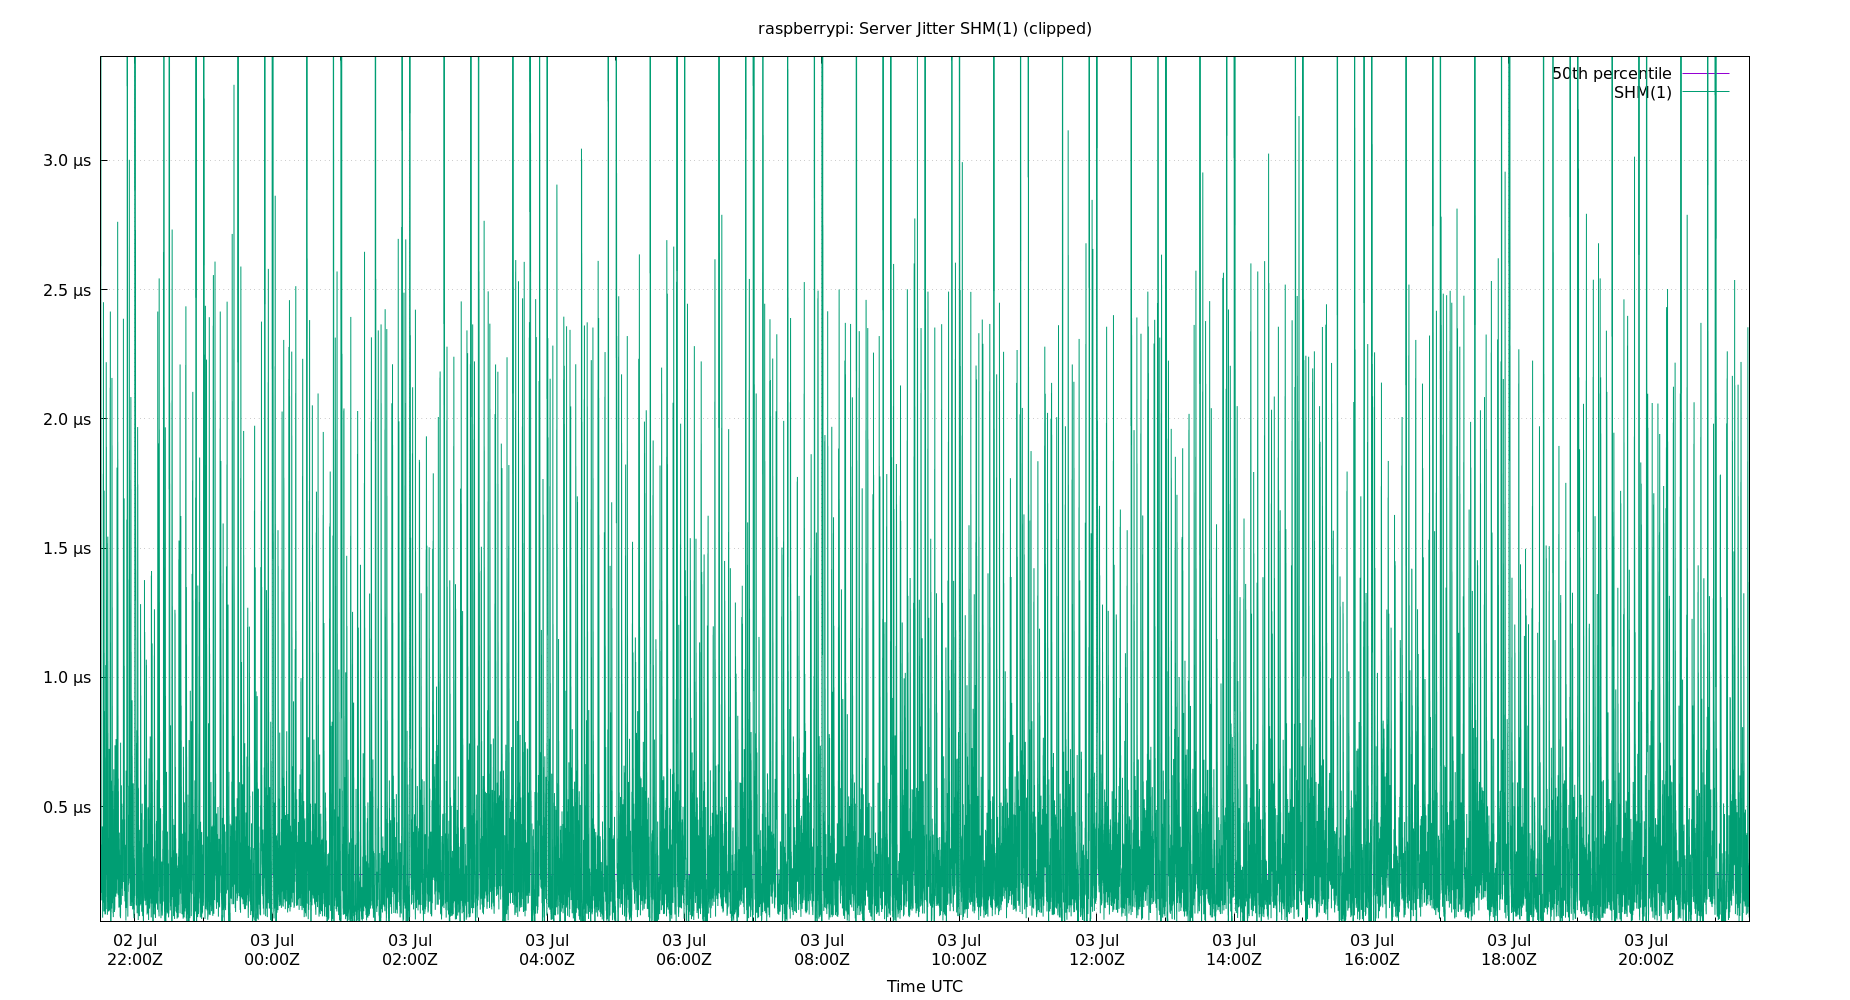 raspberrypi: Server Jitter SHM(1) (clipped)
50th percentile
SHM(1)
3.0 µs
2.5 µs
2.0 µs
1.5 µs
1.0 µs
0.5 µs
02 Jul 03 Jul 03 Jul 03 Jul 03 Jul 03 Jul 03 Jul 03 Jul 03 Jul 03 Jul 03 Jul 03 Jul
22:00Z 00:00Z 02:00Z 04:00Z 06:00Z 08:00Z 10:00Z 12:00Z 14:00Z 16:00Z 18:00Z 20:00Z
Time UTC